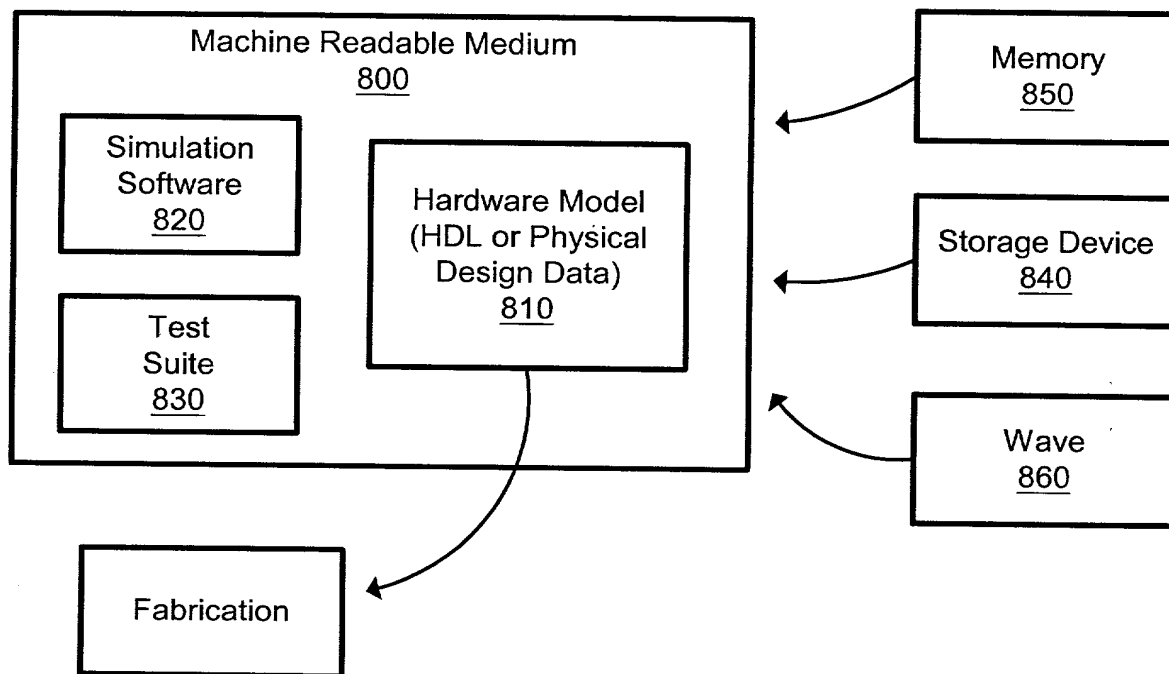 Machine Readable Medium
800
Simulation
Software
820
Test
Suite
830
Hardware Model
(HDL or Physical
Design Data)
810
Memory
850
Storage Device
840
Wave
860
Fabrication